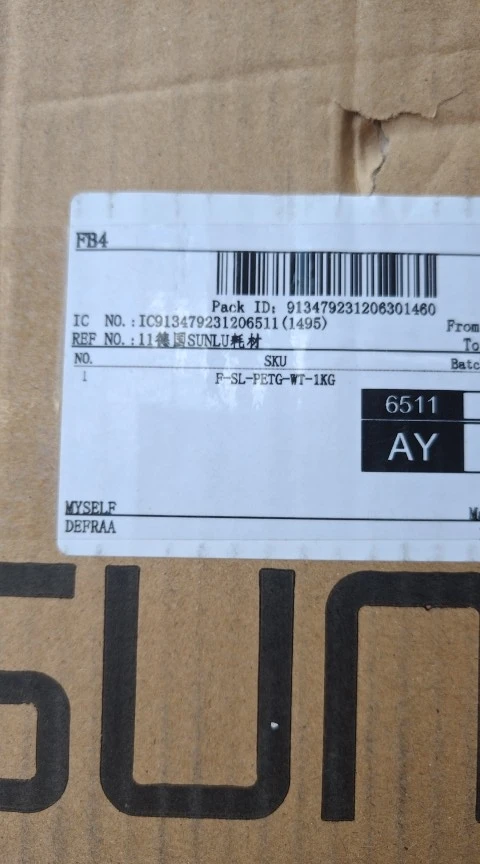 FB4
Pack ID: 913479231206301460
IC NO.:IC913479231206511(1495)
From
REF NO.:11德国SUNLU耗材
To
NO. SKU Batc
1 F-SL-PETG-WT-1KG
6511
AY
MYSELF
DEFRAA
SUN